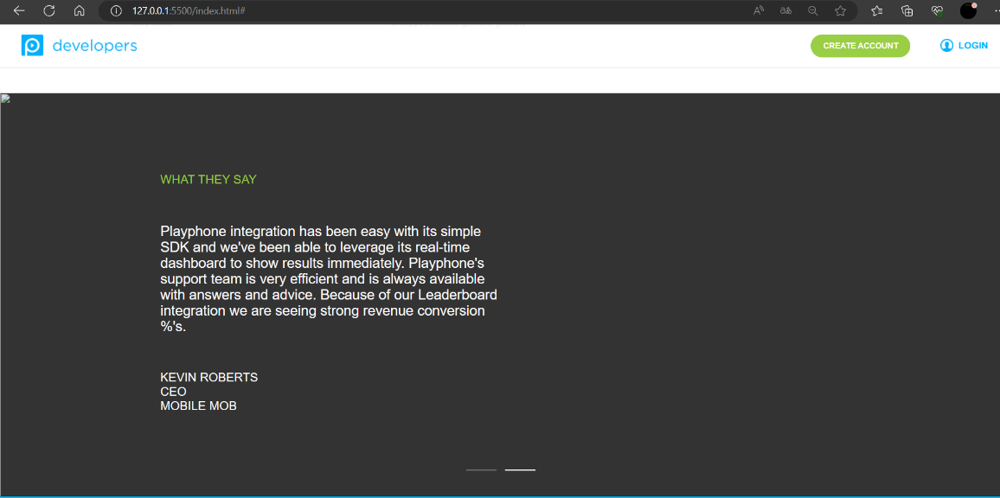 127.0.0.1:5500/index.html#
developers
CREATE ACCOUNT
LOGIN
WHAT THEY SAY
Playphone integration has been easy with its simple
SDK and we've been able to leverage its real-time
dashboard to show results immediately. Playphone's
support team is very efficient and is always available
with answers and advice. Because of our Leaderboard
integration we are seeing strong revenue conversion
%'s.
KEVIN ROBERTS
CEO
MOBILE MOB